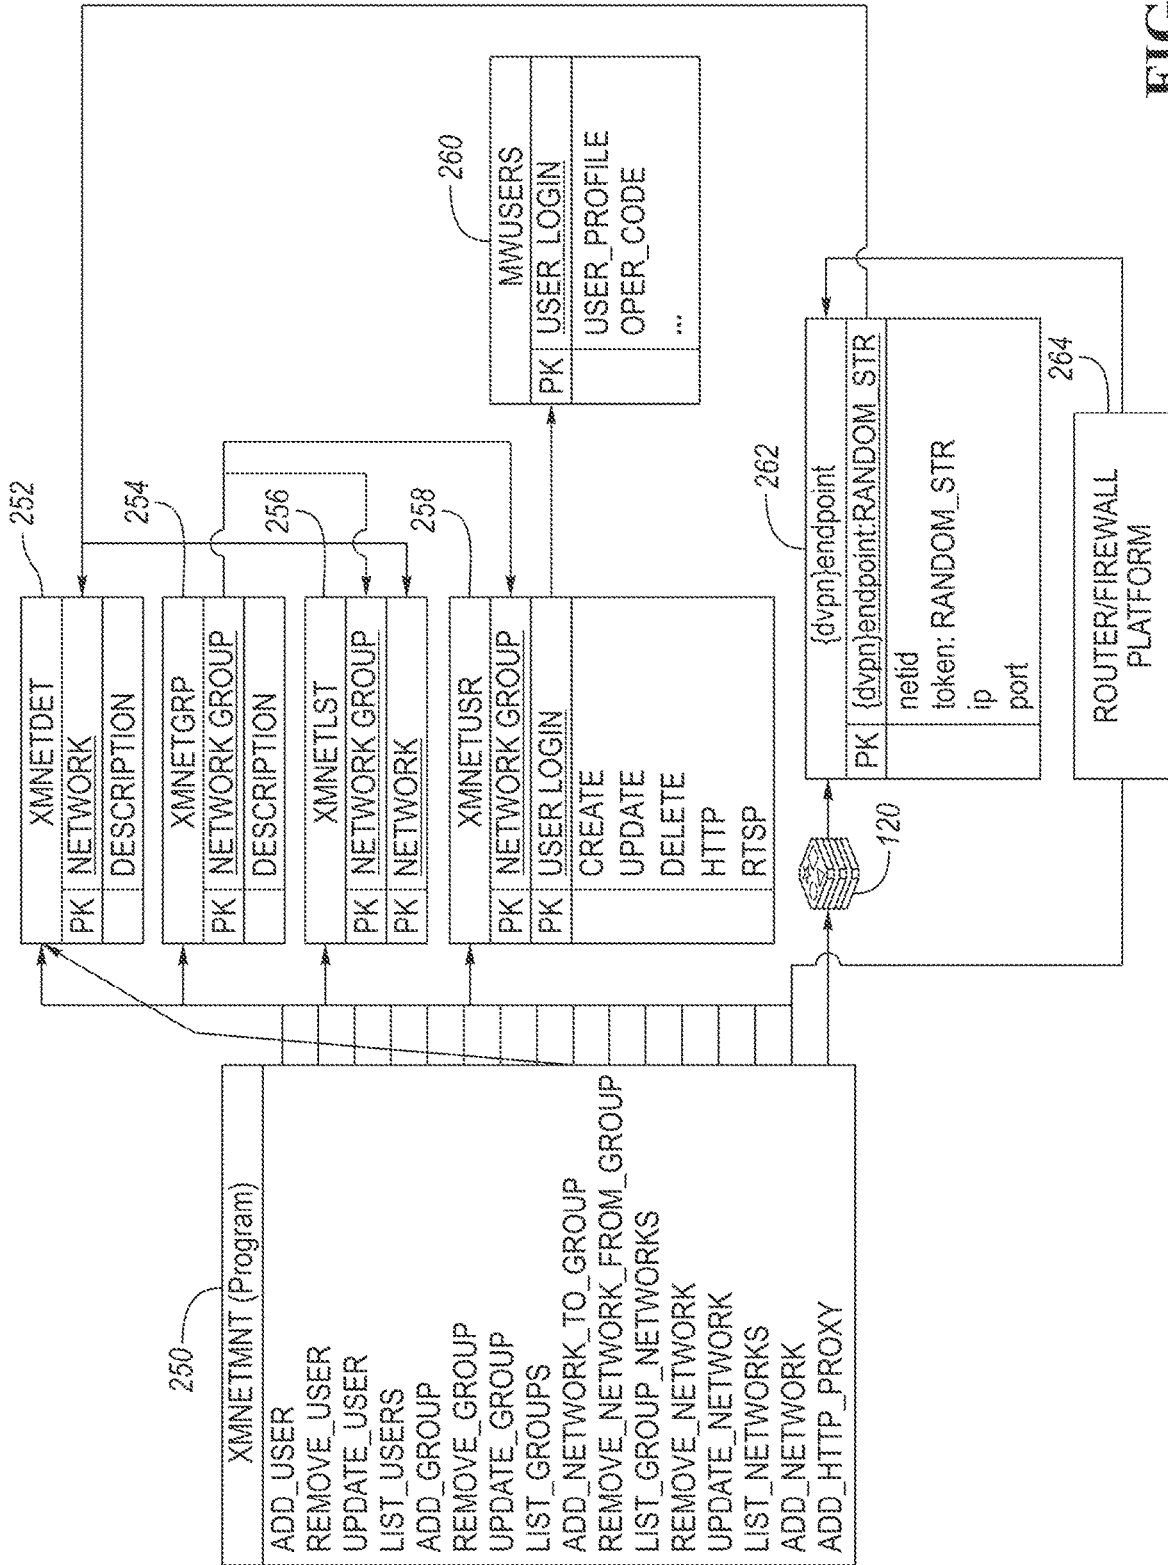 250
XMNETMNT (Program)
ADD_USER
REMOVE_USER
UPDATE_USER
LIST_USERS
ADD_GROUP
REMOVE_GROUP
UPDATE_GROUP
LIST_GROUPS
ADD_NETWORK_TO_GROUP
REMOVE_NETWORK_FROM_GROUP
LIST_GROUP_NETWORKS
REMOVE_NETWORK
UPDATE_NETWORK
LIST_NETWORKS
ADD_NETWORK
ADD_HTTP_PROXY
252
XMNETDET
PK NETWORK
DESCRIPTION
254
XMNETGRP
PK NETWORK GROUP
DESCRIPTION
256
XMNETLST
PK NETWORK GROUP
PK NETWORK
258
XMNETUSR
PK NETWORK GROUP
PK USER LOGIN
CREATE
UPDATE
DELETE
HTTP
RTSP
260
MWUSERS
PK USER_LOGIN
USER_PROFILE
OPER_CODE
...
120
262
{dvpn}endpoint
PK {dvpn}endpoint:RANDOM_STR
netid
token: RANDOM_STR
ip
port
264
ROUTER/FIREWALL
PLATFORM
FIG